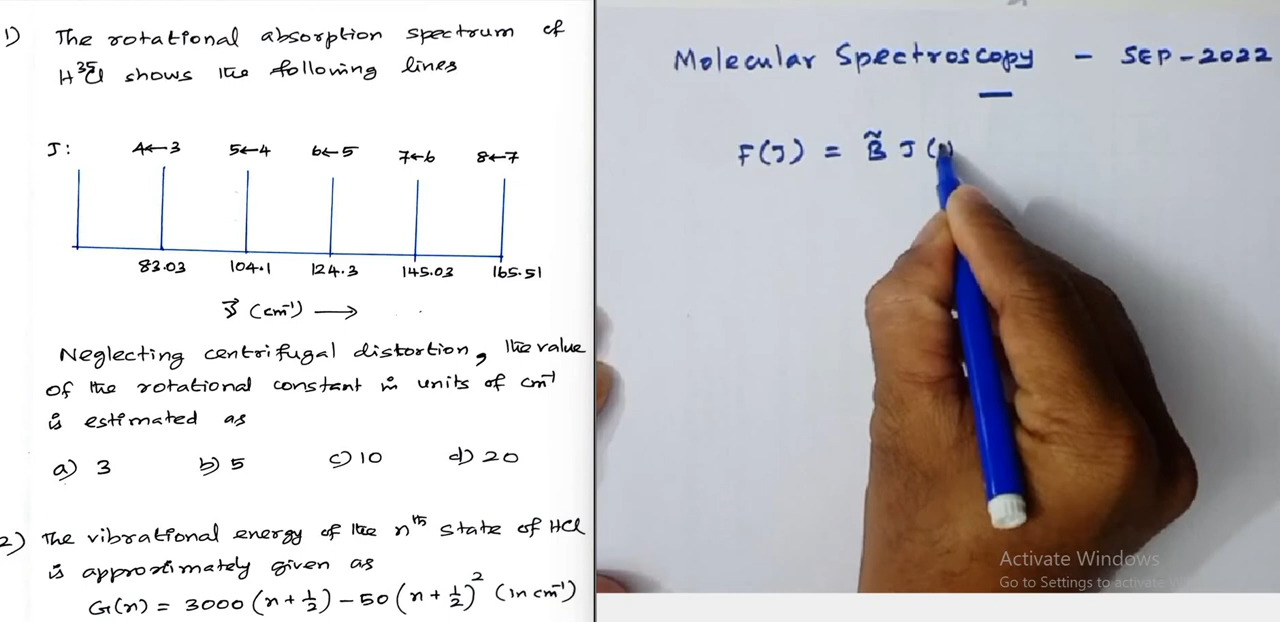 1) The rotational absorption spectrum of
H³⁵Cl shows the following lines
J: 4←3 5←4 6←5 7←6 8←7
83.03 104.1 124.3 145.03 165.51
ν̃ (cm⁻¹) →
Neglecting centrifugal distortion, the value
of the rotational constant in units of cm⁻¹
is estimated as
a) 3 b) 5 c) 10 d) 20
2) The vibrational energy of the nᵗʰ state of HCl
is approximately given as
G(n) = 3000 (n + 1/2) − 50 (n + 1/2)² (in cm⁻¹)
Molecular Spectroscopy - SEP-2022
F(J) = B̃ J (
Activate Windows
Go to Settings to activate